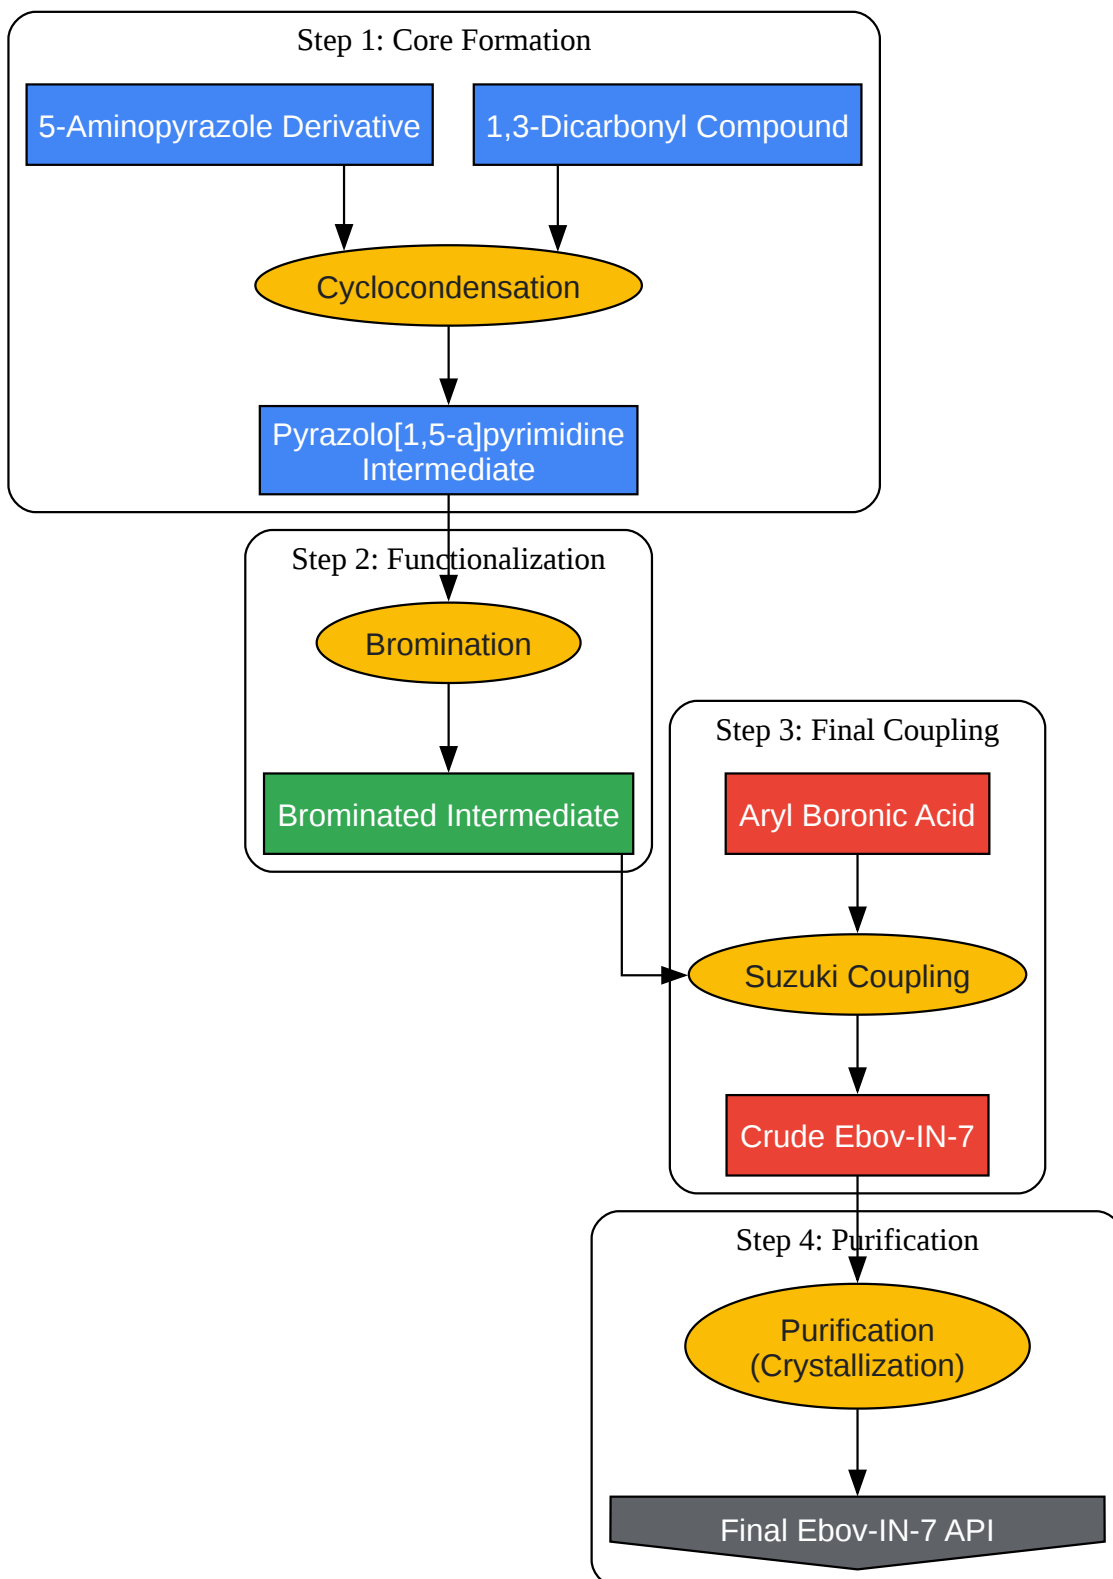 Step 1: Core Formation
5-Aminopyrazole Derivative
1,3-Dicarbonyl Compound
Cyclocondensation
Pyrazolo[1,5-a]pyrimidine
Intermediate
Step 2: Functionalization
Bromination
Brominated Intermediate
Step 3: Final Coupling
Aryl Boronic Acid
Suzuki Coupling
Crude Ebov-IN-7
Step 4: Purification
Purification
(Crystallization)
Final Ebov-IN-7 API